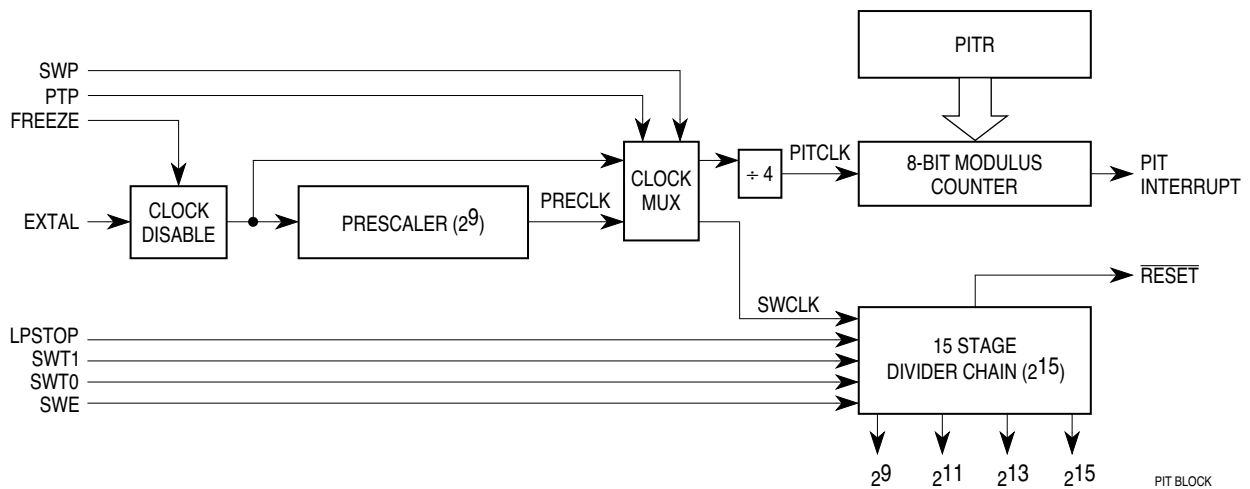 PITR
SWP
PTP
FREEZE
CLOCK
MUX
÷ 4
PITCLK
8-BIT MODULUS
COUNTER
PIT
INTERRUPT
EXTAL
CLOCK
DISABLE
PRESCALER (2⁹)
PRECLK
RESET
SWCLK
LPSTOP
SWT1
SWT0
SWE
15 STAGE
DIVIDER CHAIN (2¹⁵)
2⁹ 2¹¹ 2¹³ 2¹⁵
PIT BLOCK